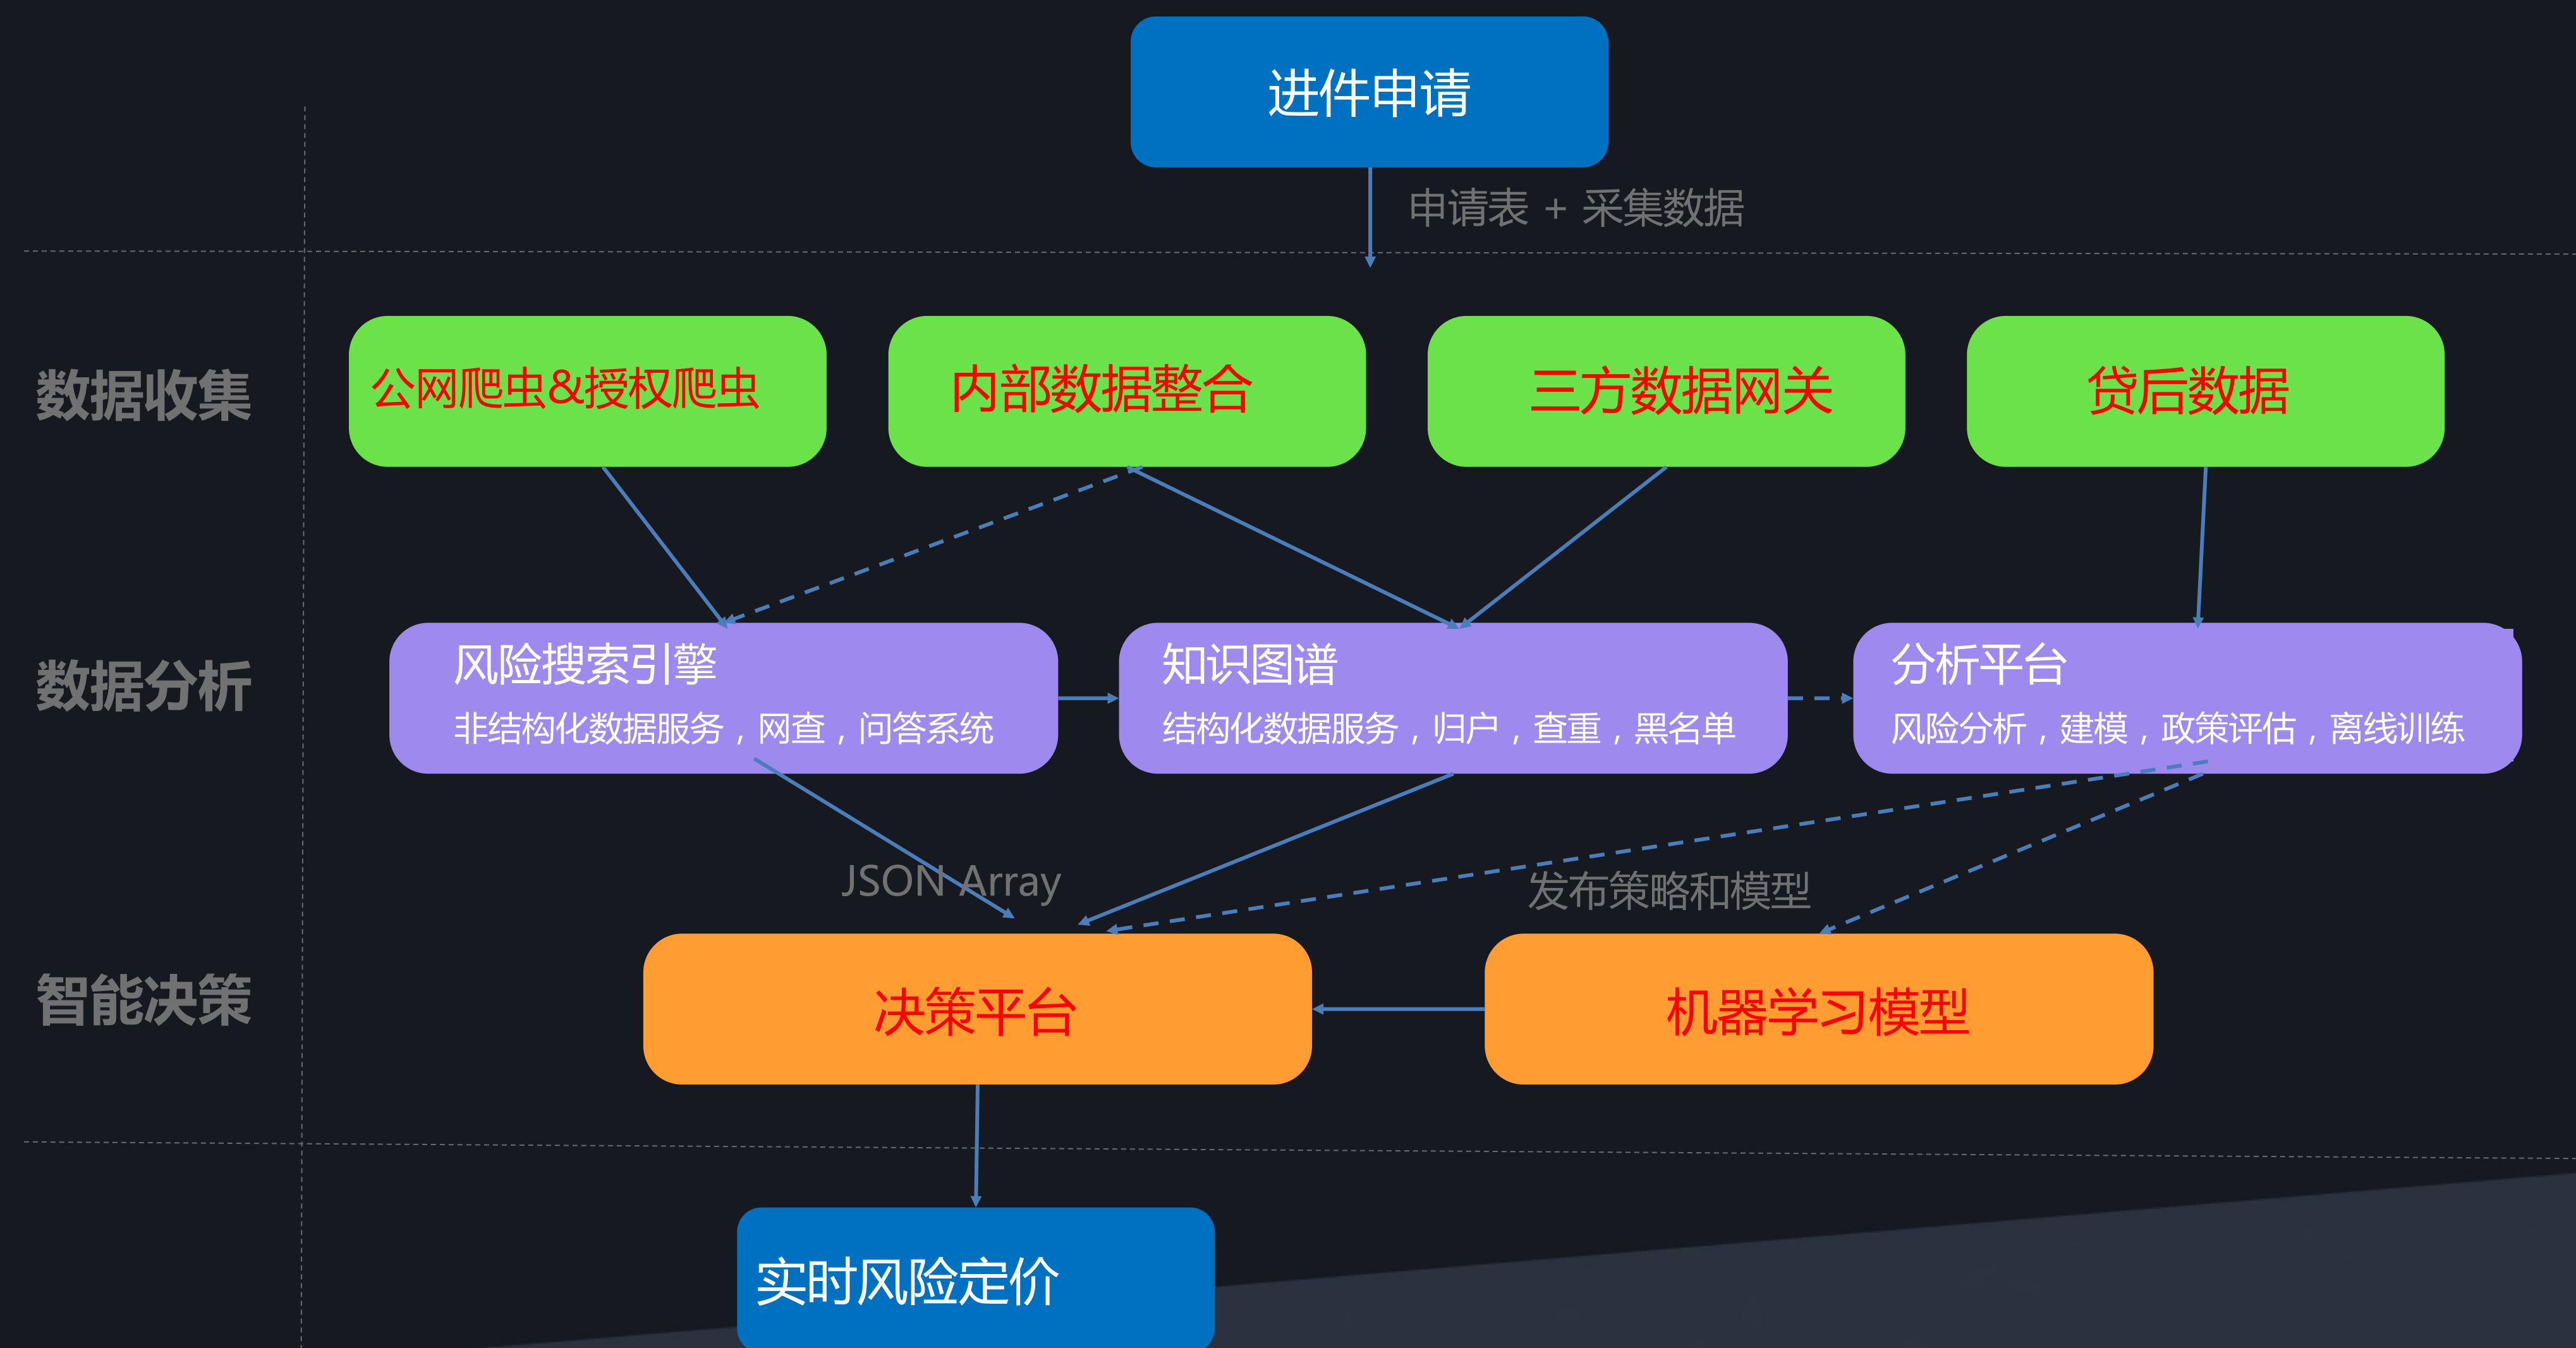 进件申请
申请表 + 采集数据
数据收集
公网爬虫&授权爬虫
内部数据整合
三方数据网关
贷后数据
数据分析
风险搜索引擎
非结构化数据服务，网查，问答系统
知识图谱
结构化数据服务，归户，查重，黑名单
分析平台
风险分析，建模，政策评估，离线训练
JSON Array
发布策略和模型
智能决策
决策平台
机器学习模型
实时风险定价